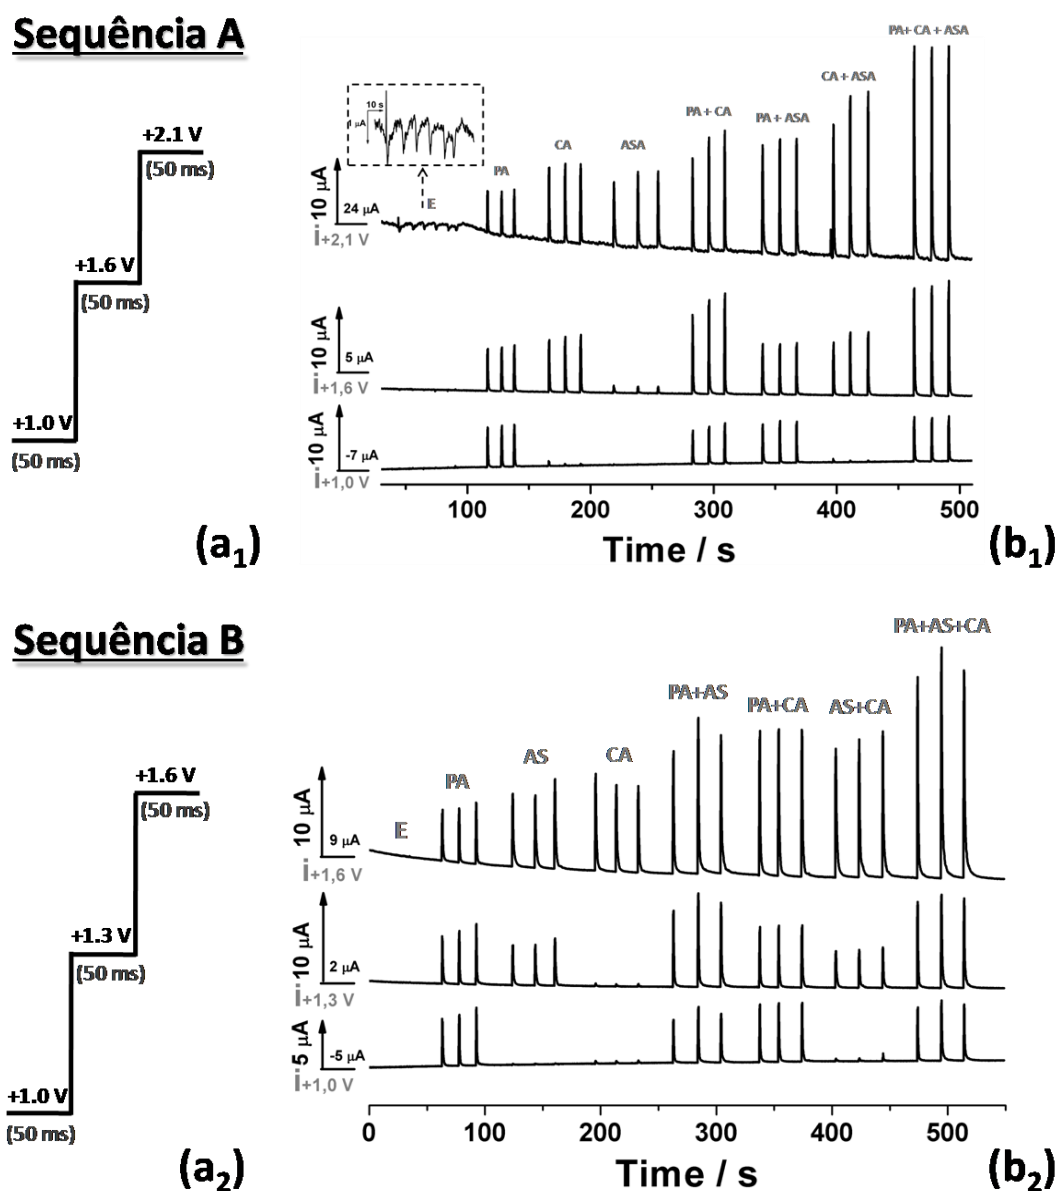 Sequência A
+2.1 V
(50 ms)
+1.6 V
(50 ms)
+1.0 V
(50 ms)
(a1)
10 s
1 µA
E
PA
CA
ASA
PA + CA
PA + ASA
CA + ASA
PA+ CA + ASA
i 10 µA
24 µA
+2,1 V
i 10 µA
5 µA
+1,6 V
i 10 µA
-7 µA
+1,0 V
100 200 300 400 500
Time / s
(b1)
Sequência B
+1.6 V
(50 ms)
+1.3 V
(50 ms)
+1.0 V
(50 ms)
(a2)
E
PA
AS
CA
PA+AS
PA+CA
AS+CA
PA+AS+CA
i 10 µA
9 µA
+1,6 V
i 10 µA
2 µA
+1,3 V
i 5 µA
-5 µA
+1,0 V
0 100 200 300 400 500
Time / s
(b2)